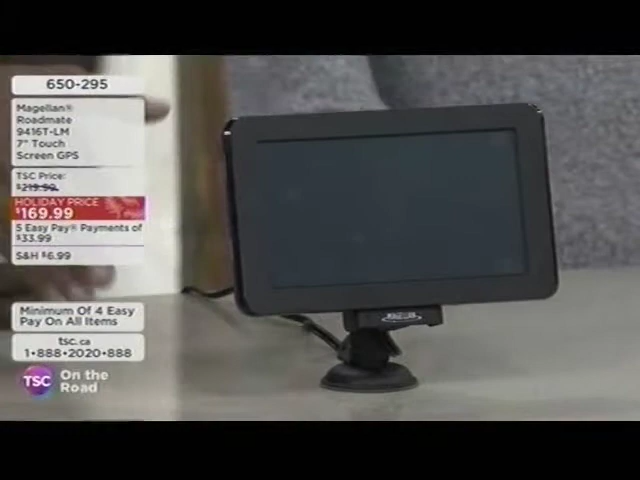 650-295
Magellan®
Roadmate
9416T-LM
7" Touch
Screen GPS
TSC Price:
$219.90
HOLIDAY PRICE
$169.99
5 Easy Pay® Payments of
$33.99
S&H $6.99
Minimum Of 4 Easy
Pay On All Items
tsc.ca
1•888•2020•888
TSC On the
Road